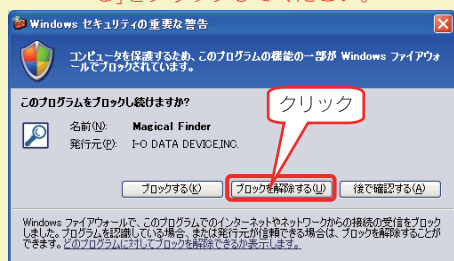 る]をクリックしてください。
Windows セキュリティの重要な警告
コンピュータを保護するため、このプログラムの機能の一部が Windows ファイアウォ
ールでブロックされています。
このプログラムをブロックし続けますか?
クリック
名前(N): Magical Finder
発行元(P): I-O DATA DEVICE,INC.
ブロックする(K) ブロックを解除する(U) 後で確認する(A)
Windows ファイアウォールで、このプログラムでのインターネットやネットワークからの接続の受信をブロック
しました。プログラムを認識している場合、または発行元が信頼できる場合は、ブロックを解除することが
できます。どのプログラムに対してブロックを解除できるか表示します。